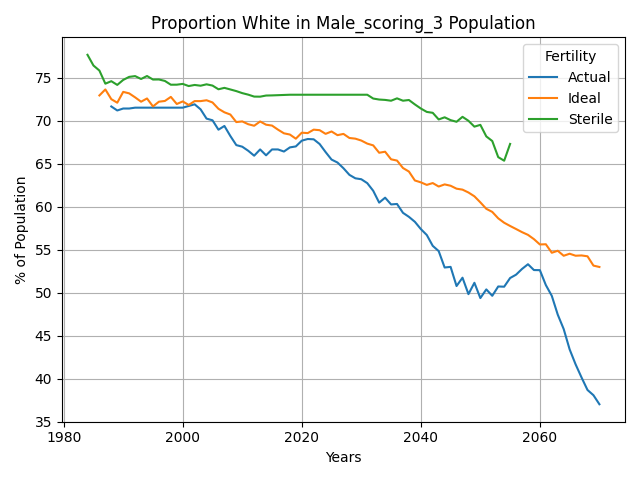 Proportion White in Male_scoring_3 Population
Fertility
Actual
Ideal
Sterile
% of Population
75
70
65
60
55
50
45
40
35
1980
2000
2020
2040
2060
Years